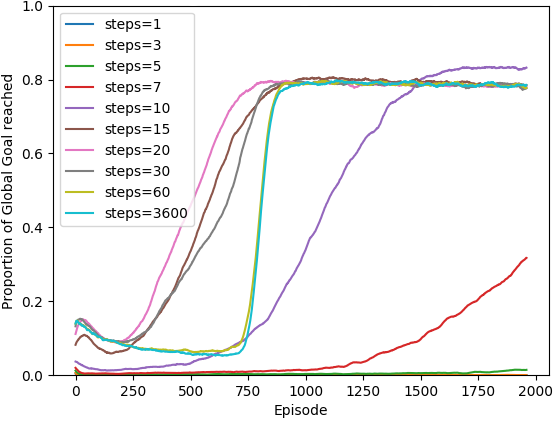 1.0
0.8
0.6
0.4
0.2
0.0
Proportion of Global Goal reached
steps=1
steps=3
steps=5
steps=7
steps=10
steps=15
steps=20
steps=30
steps=60
steps=3600
0 250 500 750 1000 1250 1500 1750 2000
Episode